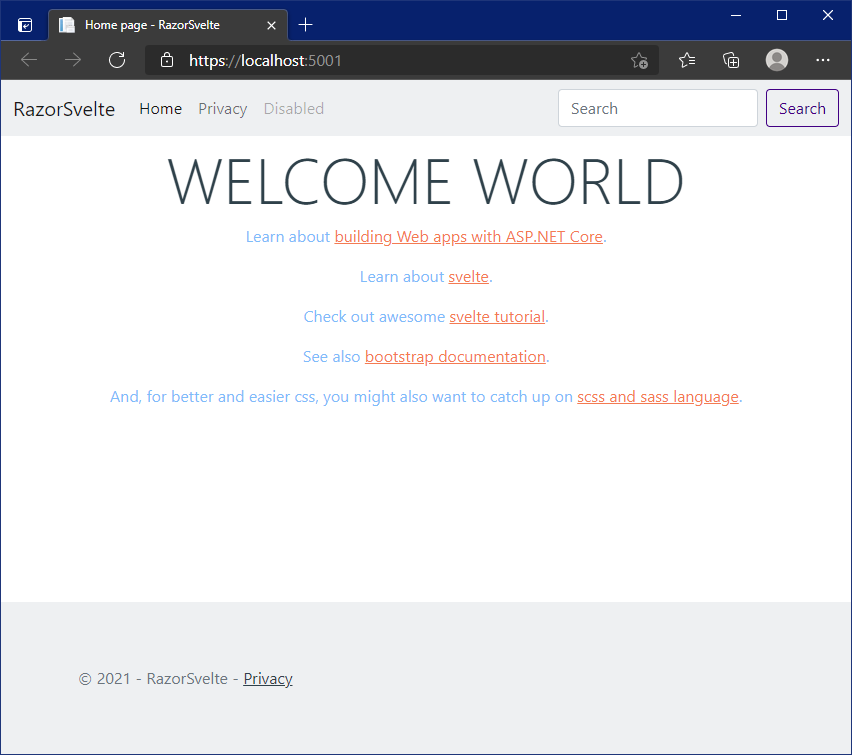 Home page - RazorSvelte
https://localhost:5001
RazorSvelte Home Privacy Disabled Search Search
WELCOME WORLD
Learn about building Web apps with ASP.NET Core.
Learn about svelte.
Check out awesome svelte tutorial.
See also bootstrap documentation.
And, for better and easier css, you might also want to catch up on scss and sass language.
© 2021 - RazorSvelte - Privacy